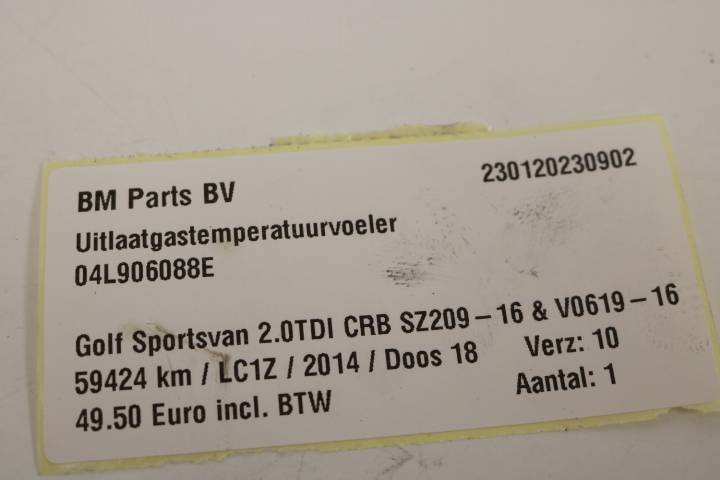 BM Parts BV
230120230902
Uitlaatgastemperatuurvoeler
04L906088E
Golf Sportsvan 2.0TDI CRB SZ209-16 & V0619-16
59424 km / LC1Z / 2014 / Doos 18 Verz: 10
49.50 Euro incl. BTW Aantal: 1